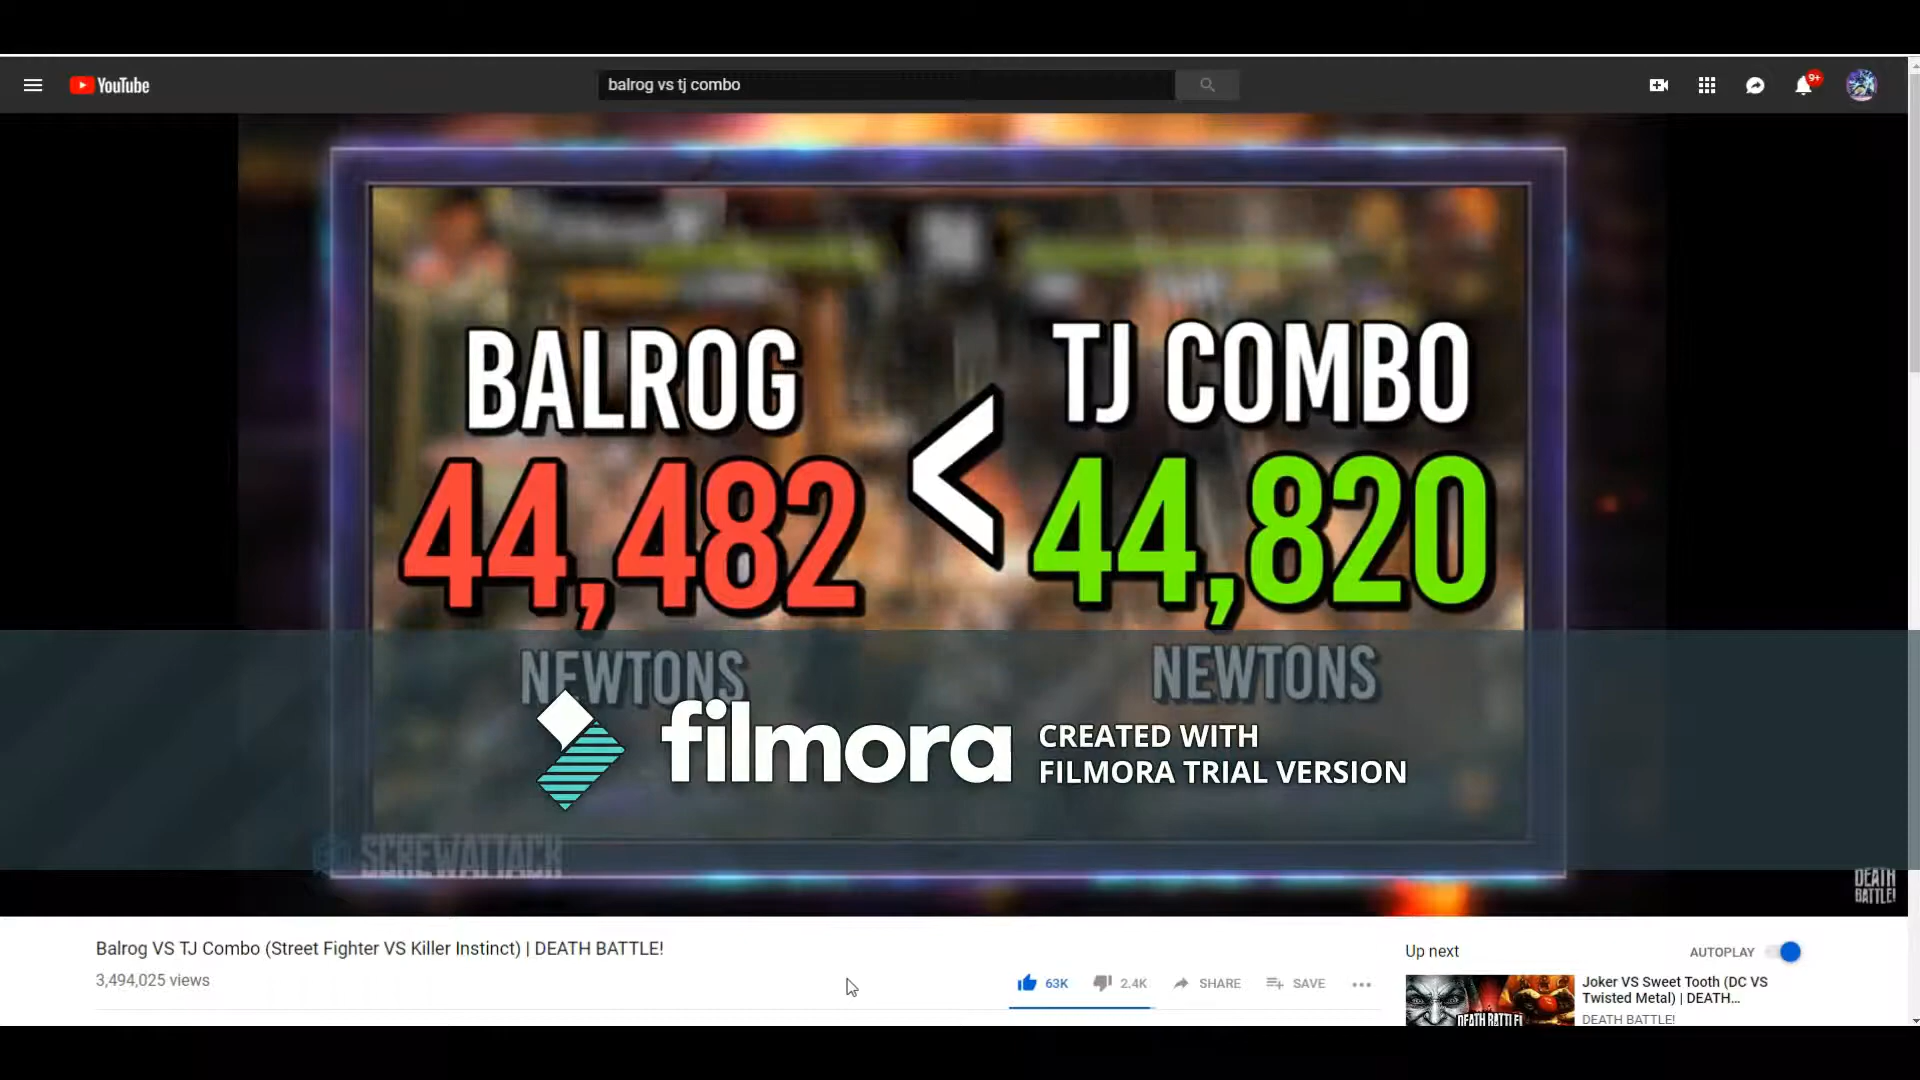 YouTube
balrog vs tj combo
9+
BALROG
<
TJ COMBO
44,482
44,820
NEWTONS
NEWTONS
filmora
CREATED WITH
FILMORA TRIAL VERSION
SCREWATTACK
DEATH
BATTLE!
Balrog VS TJ Combo (Street Fighter VS Killer Instinct) | DEATH BATTLE!
3,494,025 views
63K
2.4K
SHARE
SAVE
Up next
AUTOPLAY
DEATH BATTLE!
Joker VS Sweet Tooth (DC VS
Twisted Metal) | DEATH...
DEATH BATTLE!